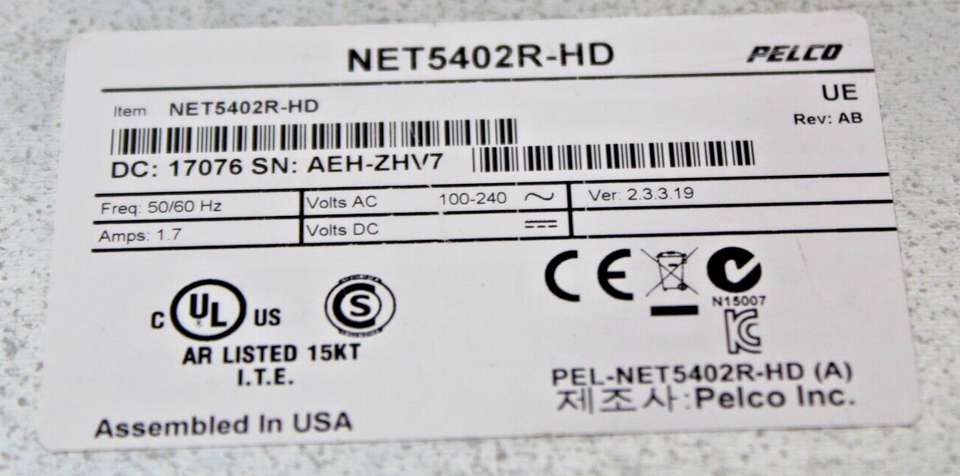 NET5402R-HD PELCO
Item NET5402R-HD UE
Rev: AB
DC: 17076 SN: AEH-ZHV7
Freq: 50/60 Hz Volts AC 100-240 Ver: 2.3.3.19
Amps: 1.7 Volts DC
C UL US CSC
AR LISTED 15KT
I.T.E.
CE
N15007
KC
PEL-NET5402R-HD (A)
제조사:Pelco Inc.
Assembled In USA